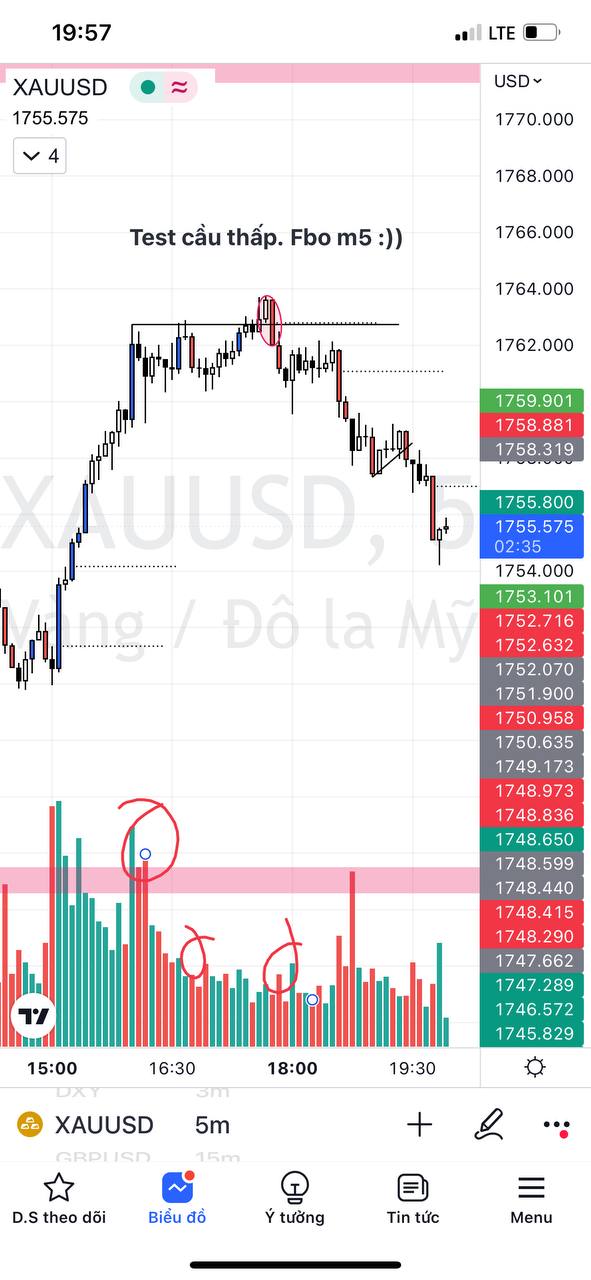 19:57
LTE
XAUUSD
≈
USD
1755.575
4
1770.000
1768.000
Test cầu thấp. Fbo m5 :))
1766.000
1764.000
1762.000
1759.901
1758.881
1758.319
XAUUSD, 5
1755.800
1755.575
02:35
1754.000
1753.101
Vàng / Đô la Mỹ
1752.716
1752.632
1752.070
1751.900
1750.958
1750.635
1749.173
1748.973
1748.836
1748.650
1748.599
1748.440
1748.415
1748.290
1747.662
1747.289
1746.572
1745.829
15:00
16:30
18:00
19:30
DXY
3m
XAUUSD
5m
GBPUSD
15m
D.S theo dõi
Biểu đồ
Ý tưởng
Tin tức
Menu